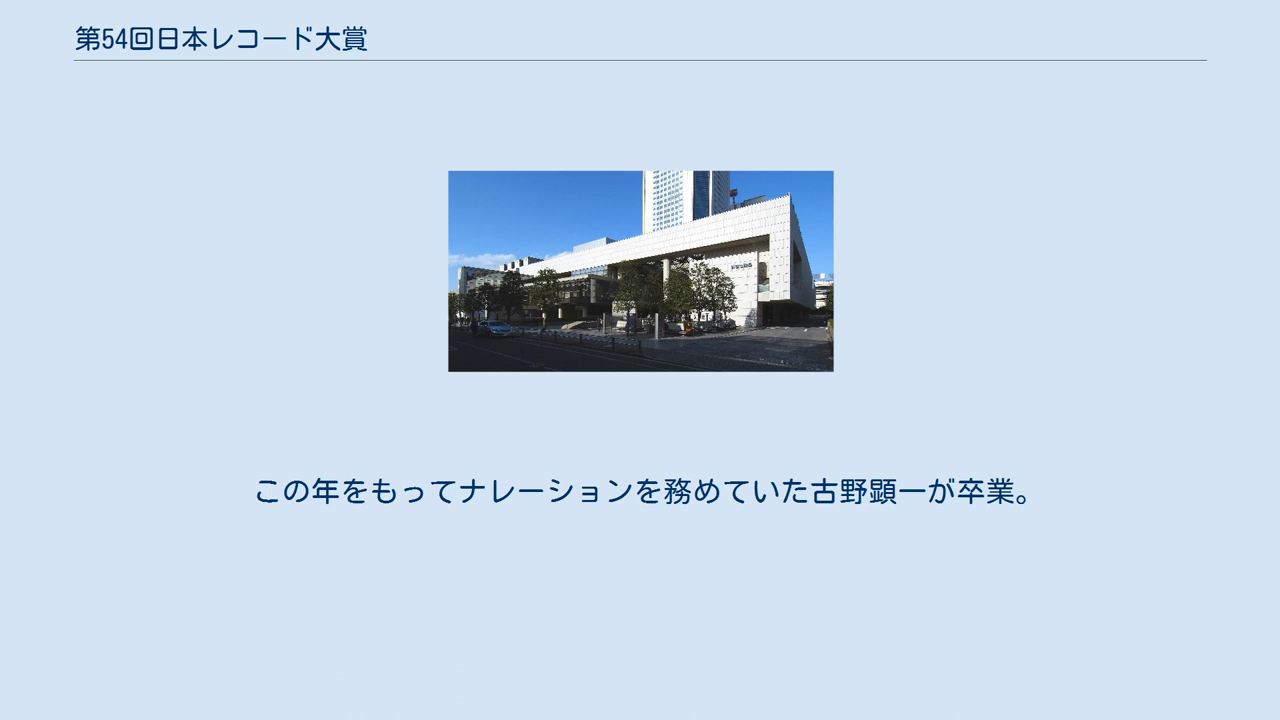 第54回日本レコード大賞
この年をもってナレーションを務めていた古野顕一が卒業。